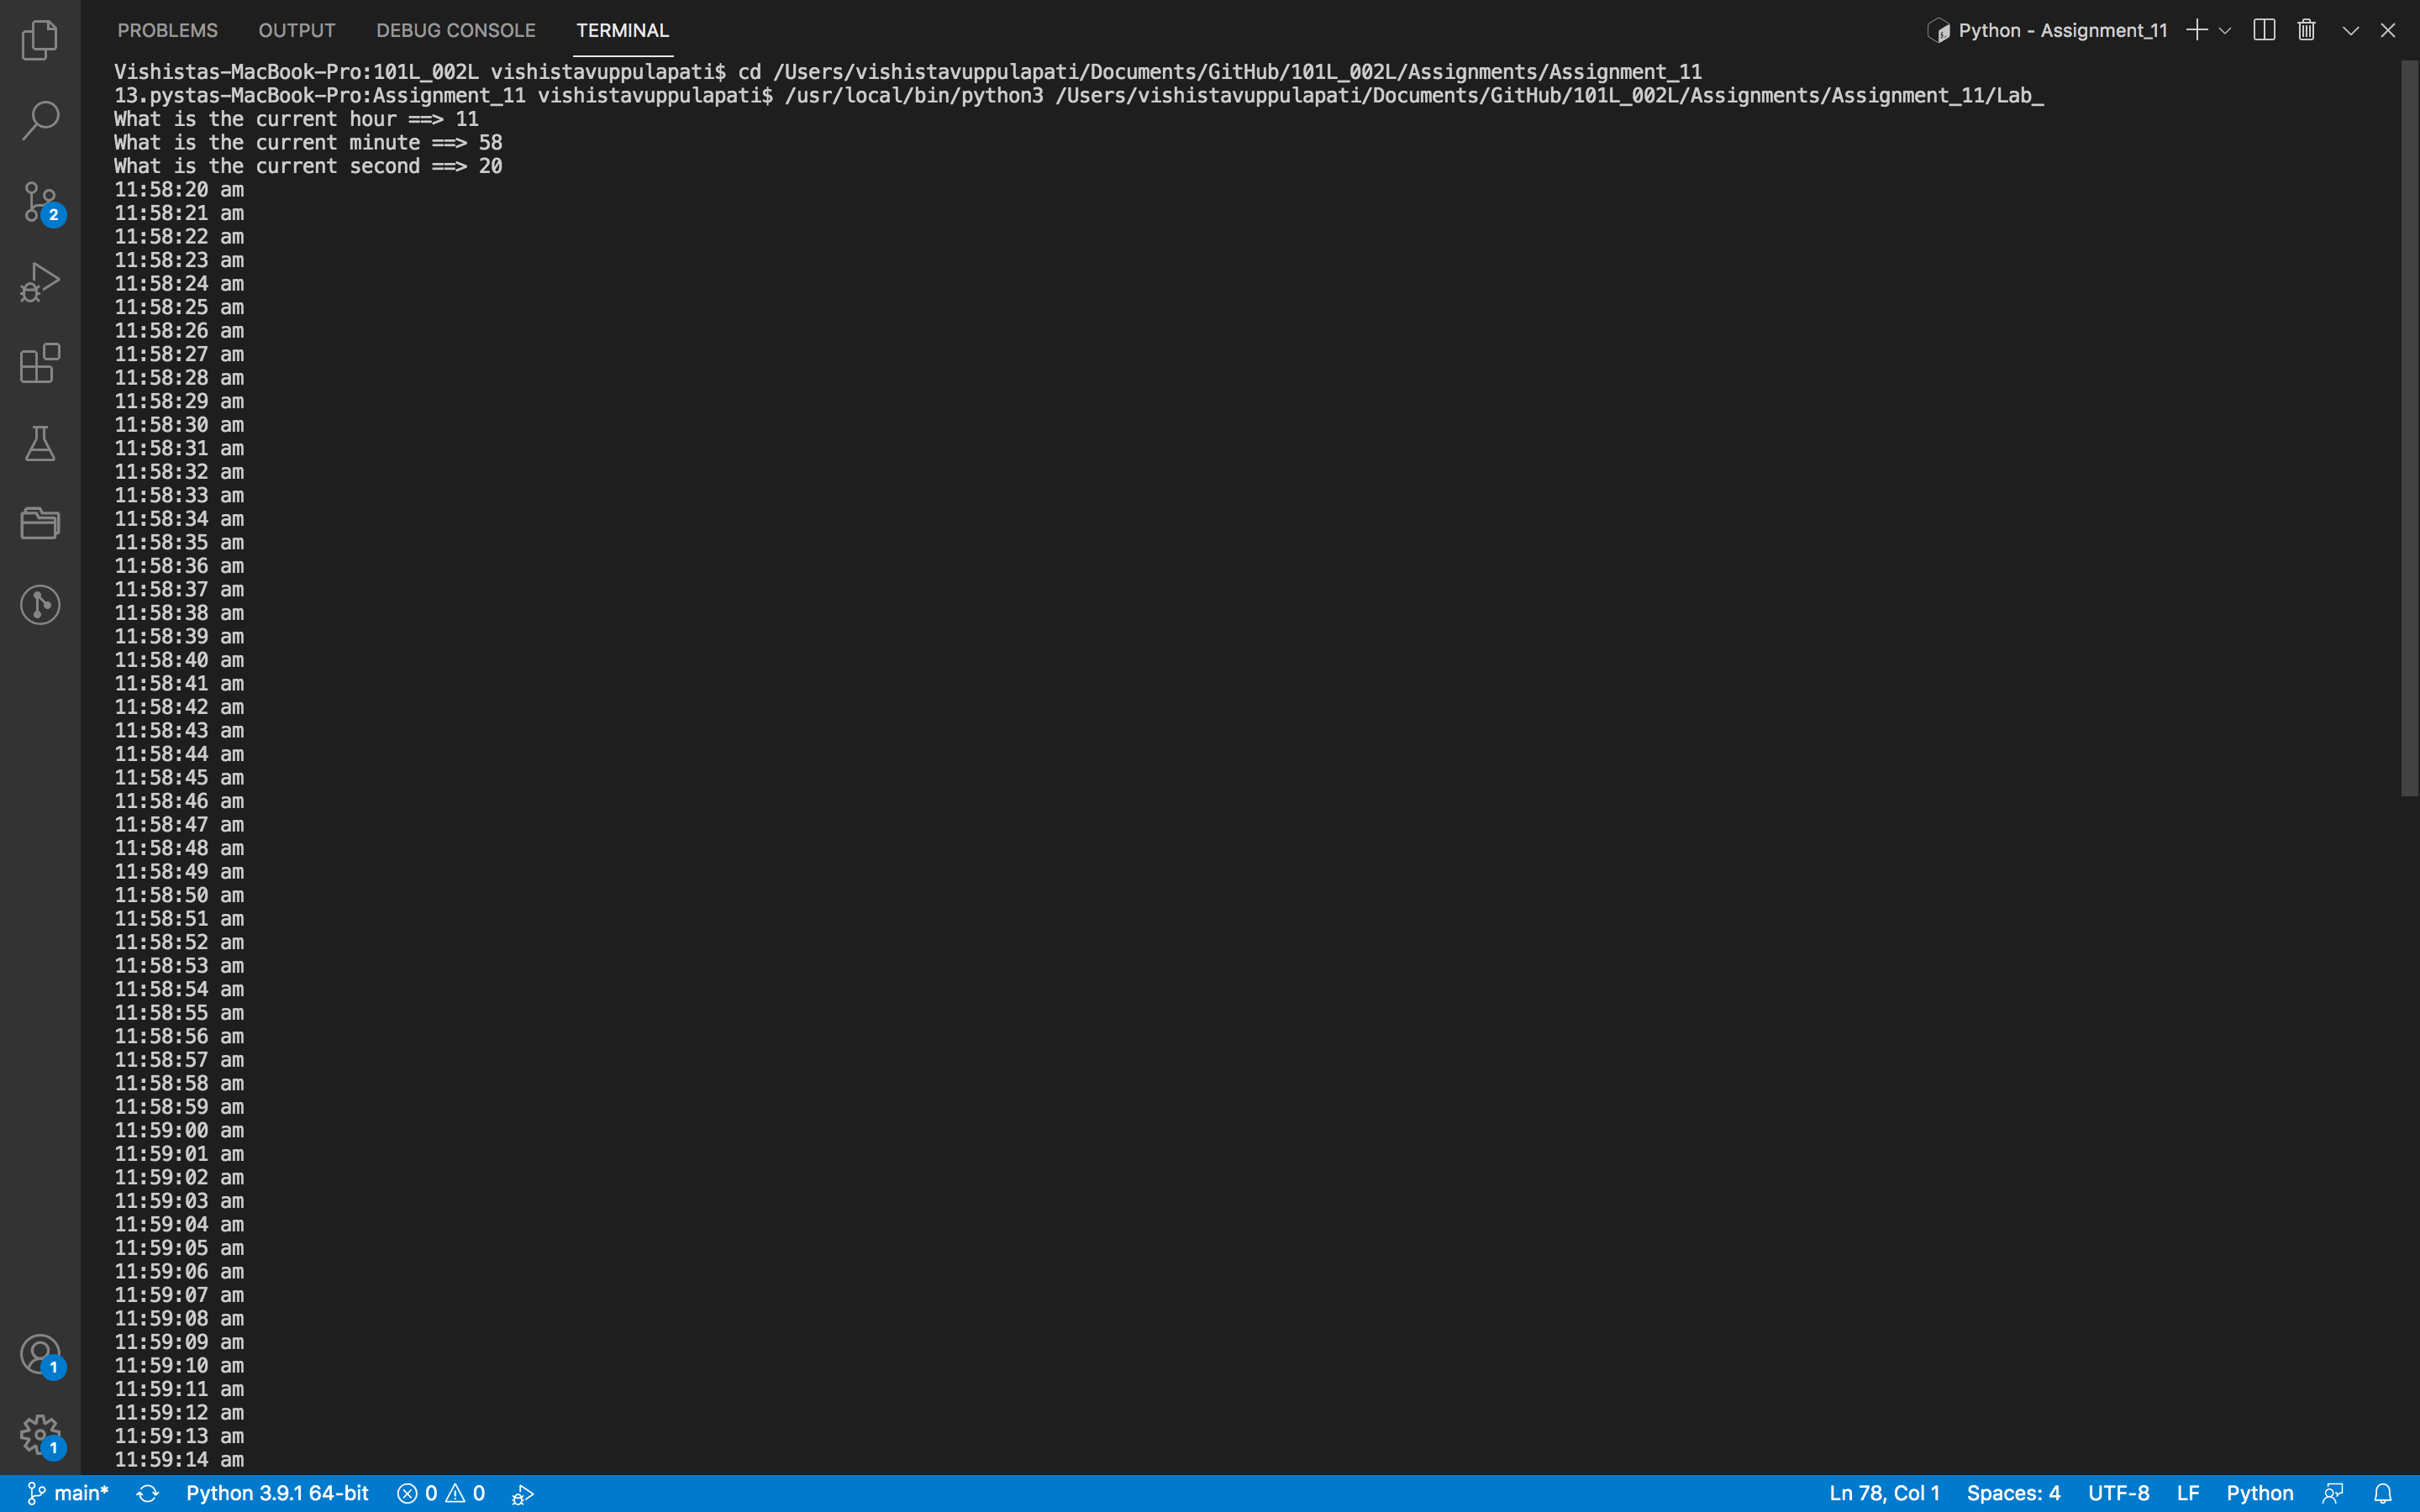 PROBLEMS OUTPUT DEBUG CONSOLE TERMINAL Python - Assignment_11
Vishistas-MacBook-Pro:101L_002L vishistavuppulapati$ cd /Users/vishistavuppulapati/Documents/GitHub/101L_002L/Assignments/Assignment_11
13.pystas-MacBook-Pro:Assignment_11 vishistavuppulapati$ /usr/local/bin/python3 /Users/vishistavuppulapati/Documents/GitHub/101L_002L/Assignments/Assignment_11/Lab_
What is the current hour ==> 11
What is the current minute ==> 58
What is the current second ==> 20
11:58:20 am
11:58:21 am
11:58:22 am
11:58:23 am
11:58:24 am
11:58:25 am
11:58:26 am
11:58:27 am
11:58:28 am
11:58:29 am
11:58:30 am
11:58:31 am
11:58:32 am
11:58:33 am
11:58:34 am
11:58:35 am
11:58:36 am
11:58:37 am
11:58:38 am
11:58:39 am
11:58:40 am
11:58:41 am
11:58:42 am
11:58:43 am
11:58:44 am
11:58:45 am
11:58:46 am
11:58:47 am
11:58:48 am
11:58:49 am
11:58:50 am
11:58:51 am
11:58:52 am
11:58:53 am
11:58:54 am
11:58:55 am
11:58:56 am
11:58:57 am
11:58:58 am
11:58:59 am
11:59:00 am
11:59:01 am
11:59:02 am
11:59:03 am
11:59:04 am
11:59:05 am
11:59:06 am
11:59:07 am
11:59:08 am
11:59:09 am
11:59:10 am
11:59:11 am
11:59:12 am
11:59:13 am
11:59:14 am
2
1
1
main* Python 3.9.1 64-bit 0 0 Ln 78, Col 1 Spaces: 4 UTF-8 LF Python